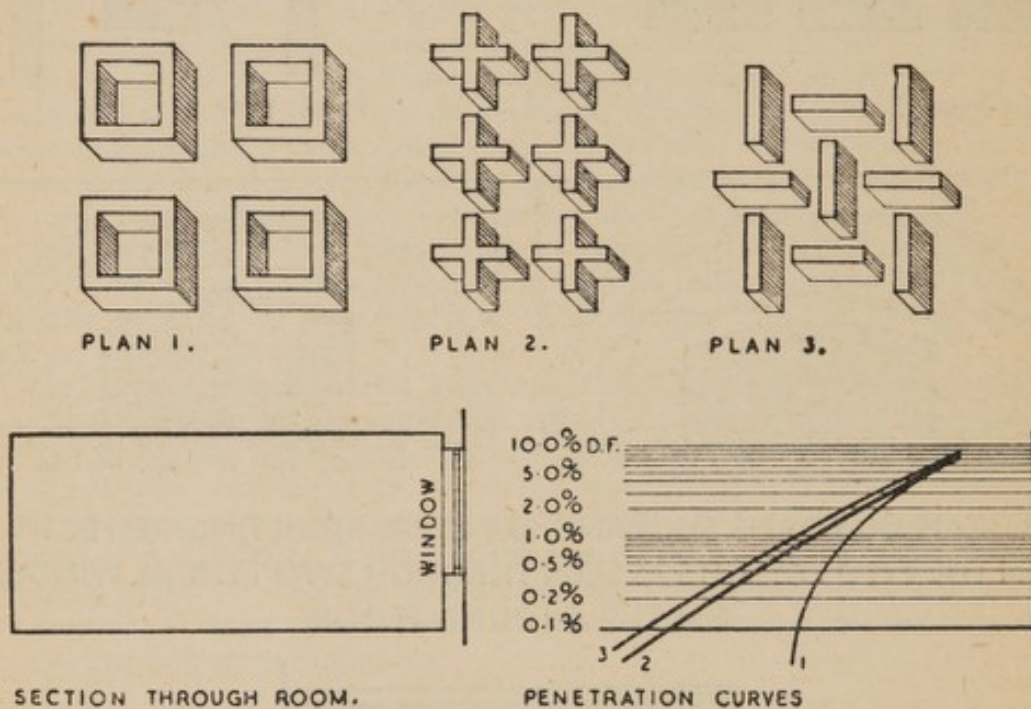 PLAN 1.
PLAN 2.
PLAN 3.
WINDOW
10.0% D.F.
5.0%
2.0%
1.0%
0.5%
0.2%
0.1%
3
2
1
SECTION THROUGH ROOM.
PENETRATION CURVES